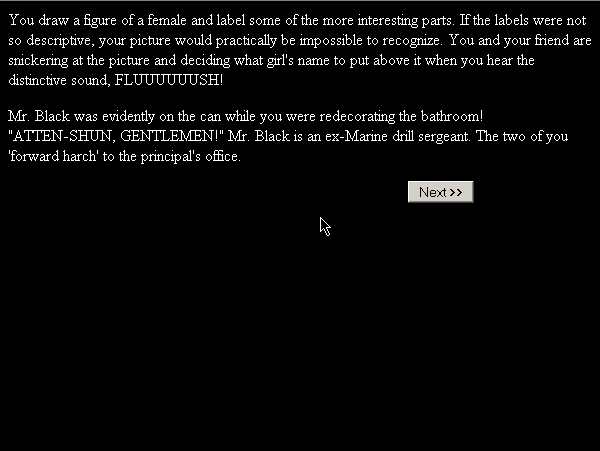 You draw a figure of a female and label some of the more interesting parts. If the labels were not
so descriptive, your picture would practically be impossible to recognize. You and your friend are
snickering at the picture and deciding what girl's name to put above it when you hear the
distinctive sound, FLUUUUUUSH!
Mr. Black was evidently on the can while you were redecorating the bathroom!
"ATTEN-SHUN, GENTLEMEN!" Mr. Black is an ex-Marine drill sergeant. The two of you
'forward harch' to the principal's office.
Next >>